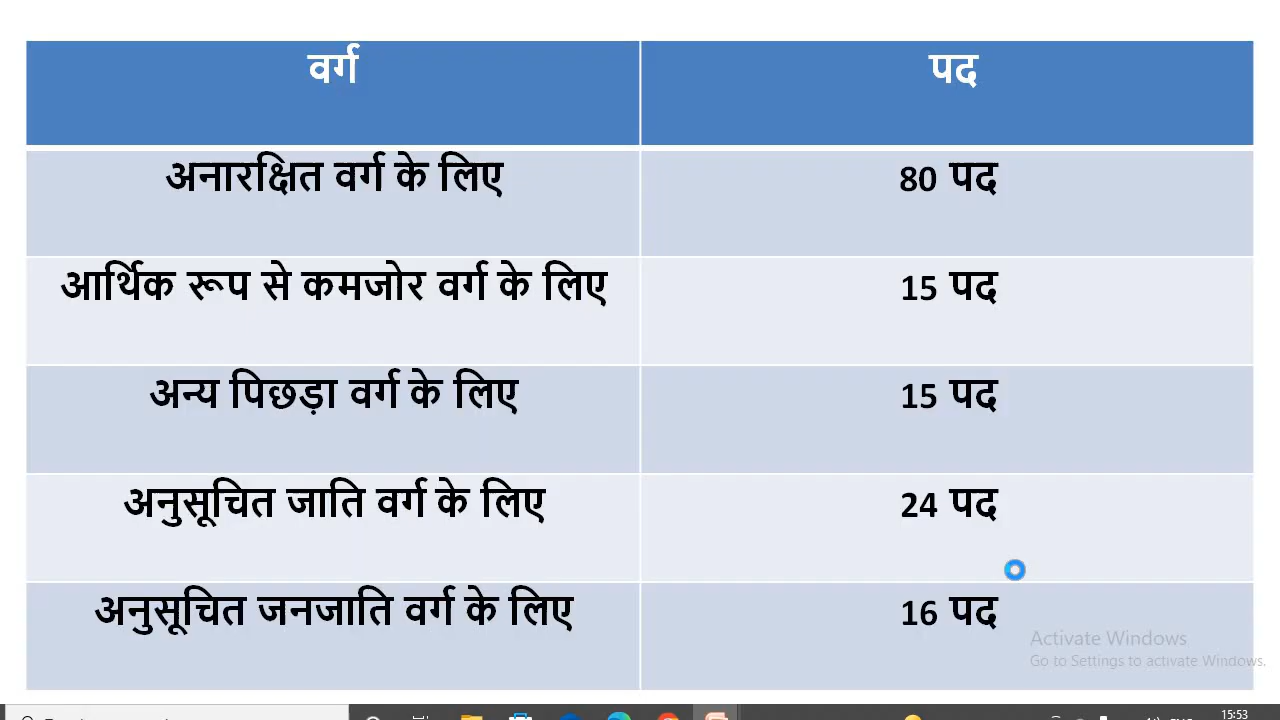 वर्ग पद
अनारक्षित वर्ग के लिए 80 पद
आर्थिक रूप से कमजोर वर्ग के लिए 15 पद
अन्य पिछड़ा वर्ग के लिए 15 पद
अनुसूचित जाति वर्ग के लिए 24 पद
अनुसूचित जनजाति वर्ग के लिए 16 पद
Activate Windows
Go to Settings to activate Windows.
15:53